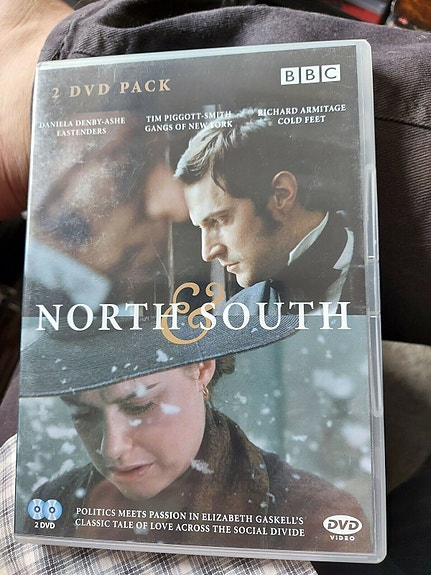 2 DVD PACK
BBC
DANIELA DENBY-ASHE
EASTENDERS
TIM PIGGOTT-SMITH
GANGS OF NEW YORK
RICHARD ARMITAGE
COLD FEET
NORTH & SOUTH
2 DVD
POLITICS MEETS PASSION IN ELIZABETH GASKELL'S
CLASSIC TALE OF LOVE ACROSS THE SOCIAL DIVIDE
DVD
VIDEO